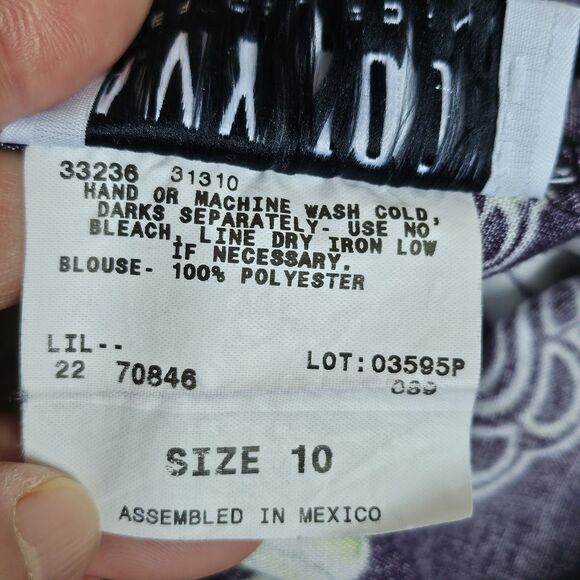 33236 31310
HAND OR MACHINE WASH COLD,
DARKS SEPARATELY- USE NO
BLEACH, LINE DRY IRON LOW
IF NECESSARY.
BLOUSE- 100% POLYESTER
LIL--
22 70846
LOT:03595P
SIZE 10
ASSEMBLED IN MEXICO